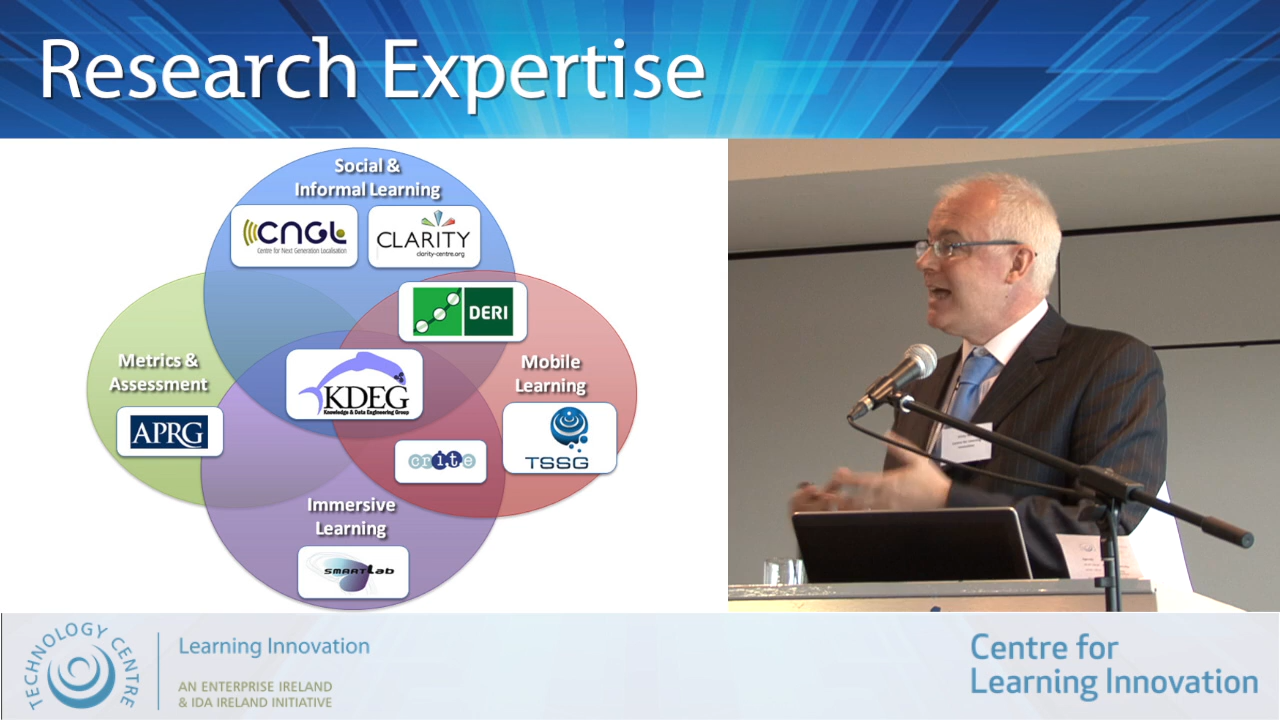 Research Expertise
Social &
Informal Learning
CNGL
Centre for Next Generation Localisation
CLARITY
clarity-centre.org
DERI
Metrics &
Assessment
APRG
KDEG
Knowledge & Data Engineering Group
Mobile
Learning
TSSG
crite
Immersive
Learning
SMARTLab
TECHNOLOGY CENTRE
Learning Innovation
AN ENTERPRISE IRELAND
& IDA IRELAND INITIATIVE
Centre for
Learning Innovation